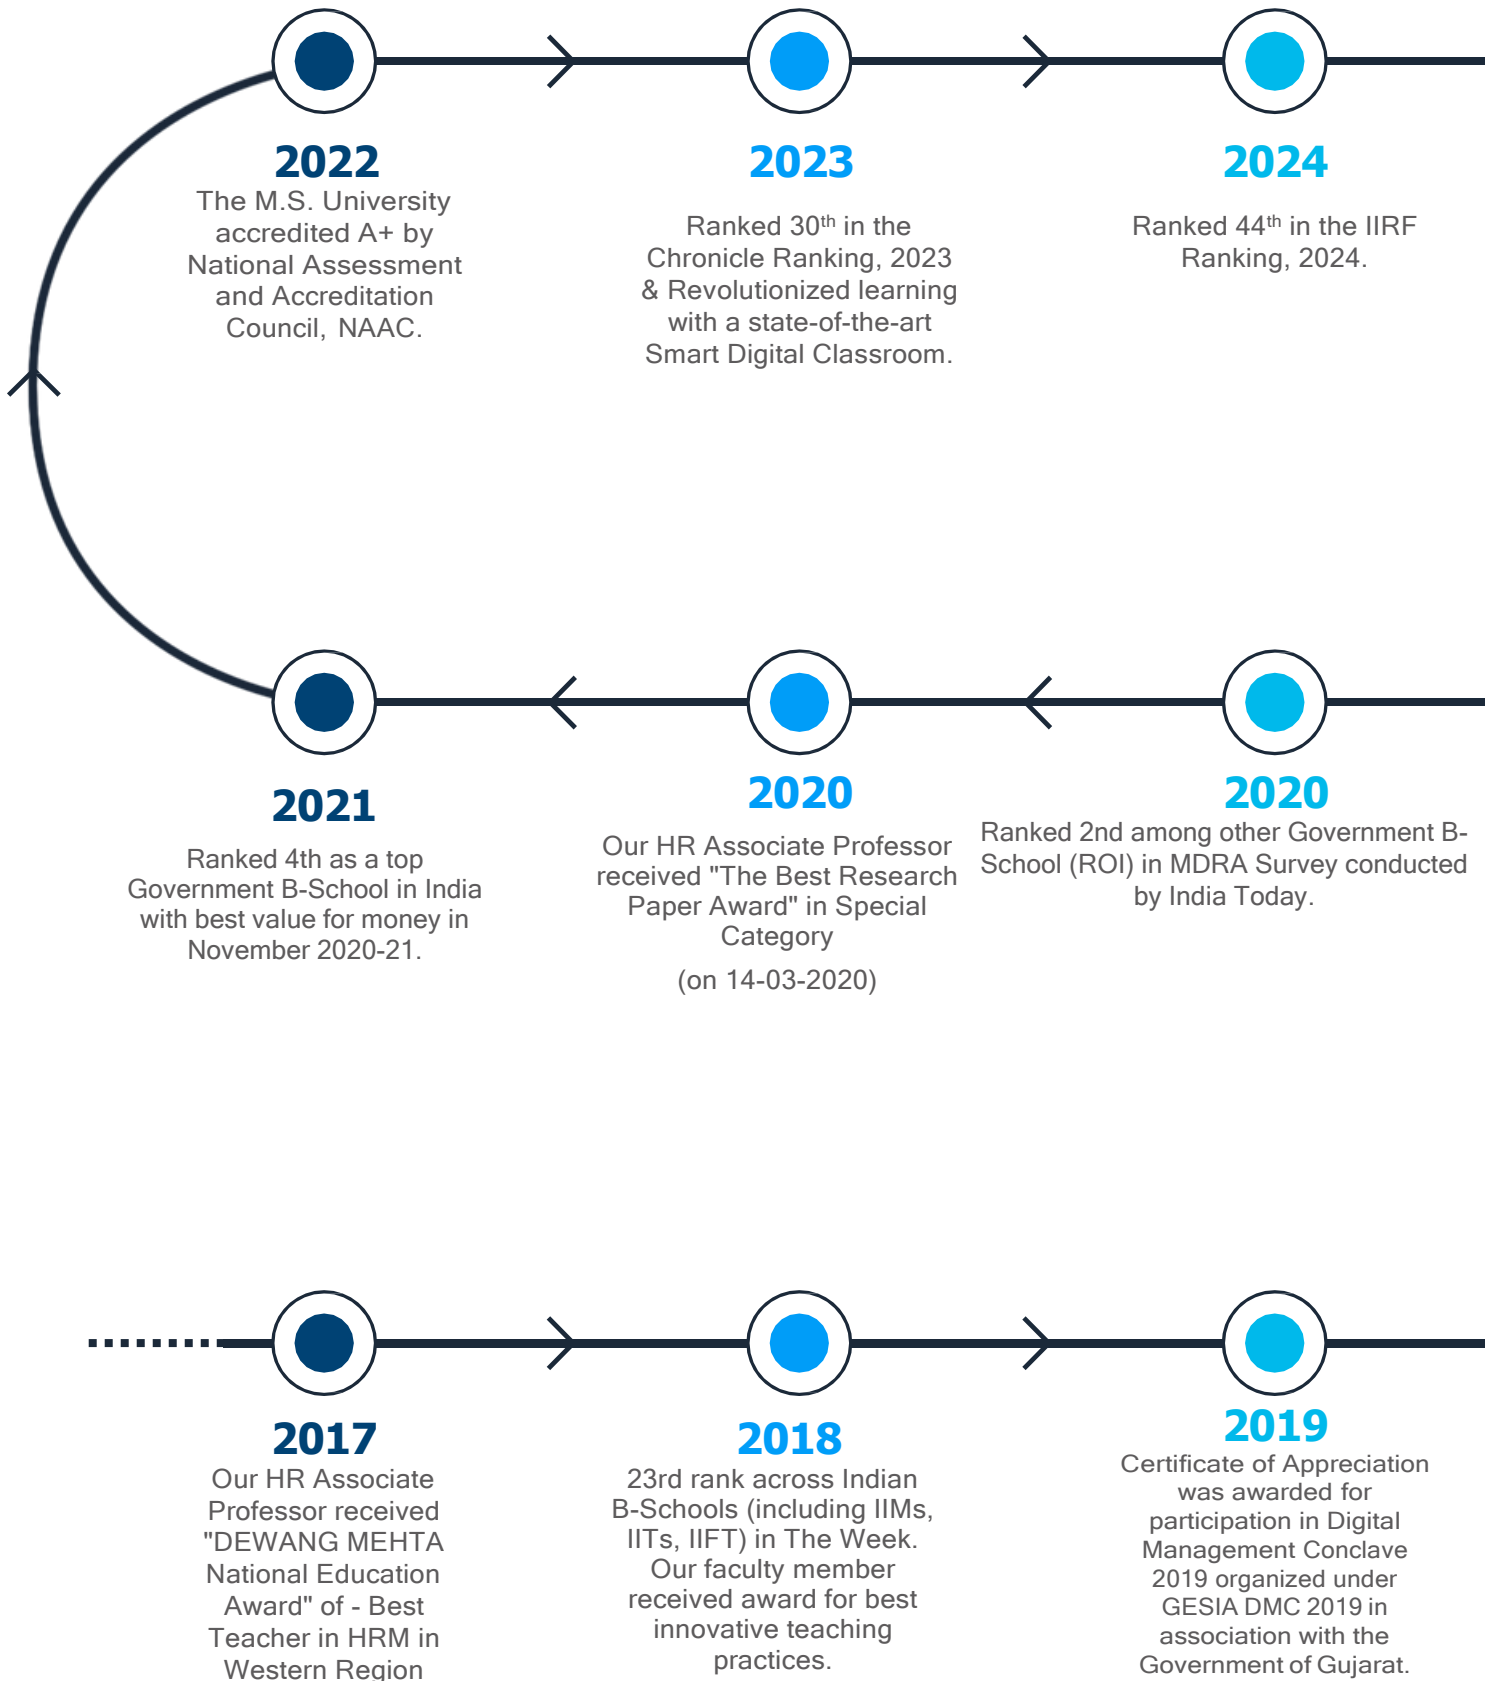 2022
The M.S. University
accredited A+ by
National Assessment
and Accreditation
Council, NAAC.
2023
Ranked 30th in the
Chronicle Ranking, 2023
& Revolutionized learning
with a state-of-the-art
Smart Digital Classroom.
2024
Ranked 44th in the IIRF
Ranking, 2024.
2021
Ranked 4th as a top
Government B-School in India
with best value for money in
November 2020-21.
2020
Our HR Associate Professor
received "The Best Research
Paper Award" in Special
Category
(on 14-03-2020)
2020
Ranked 2nd among other Government B-
School (ROI) in MDRA Survey conducted
by India Today.
2017
Our HR Associate
Professor received
"DEWANG MEHTA
National Education
Award" of - Best
Teacher in HRM in
Western Region
2018
23rd rank across Indian
B-Schools (including IIMs,
IITs, IIFT) in The Week.
Our faculty member
received award for best
innovative teaching
practices.
2019
Certificate of Appreciation
was awarded for
participation in Digital
Management Conclave
2019 organized under
GESIA DMC 2019 in
association with the
Government of Gujarat.